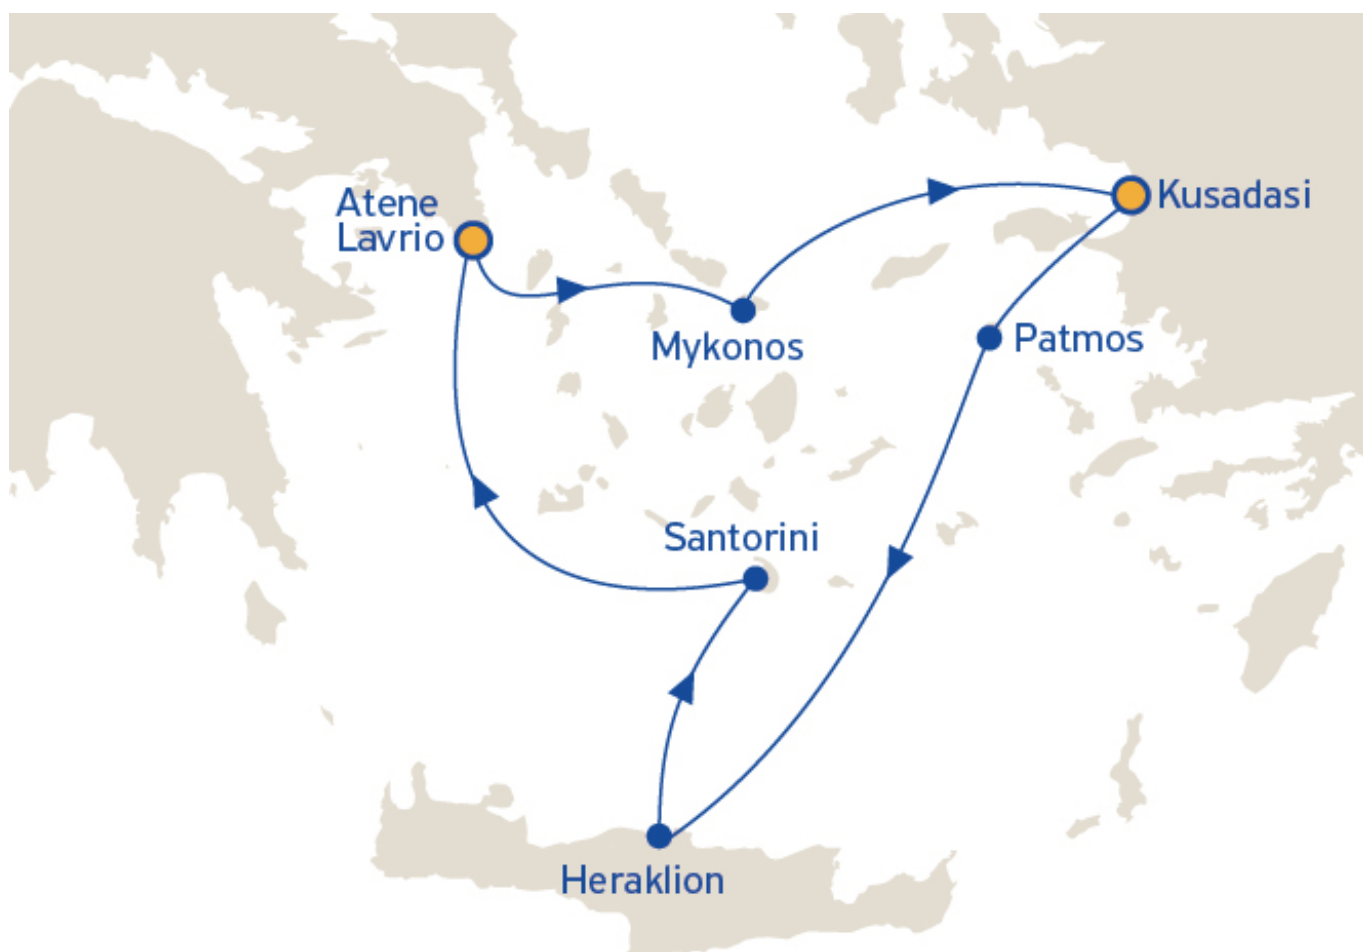 Atene
Lavrio
Kusadasi
Mykonos
Patmos
Santorini
Heraklion